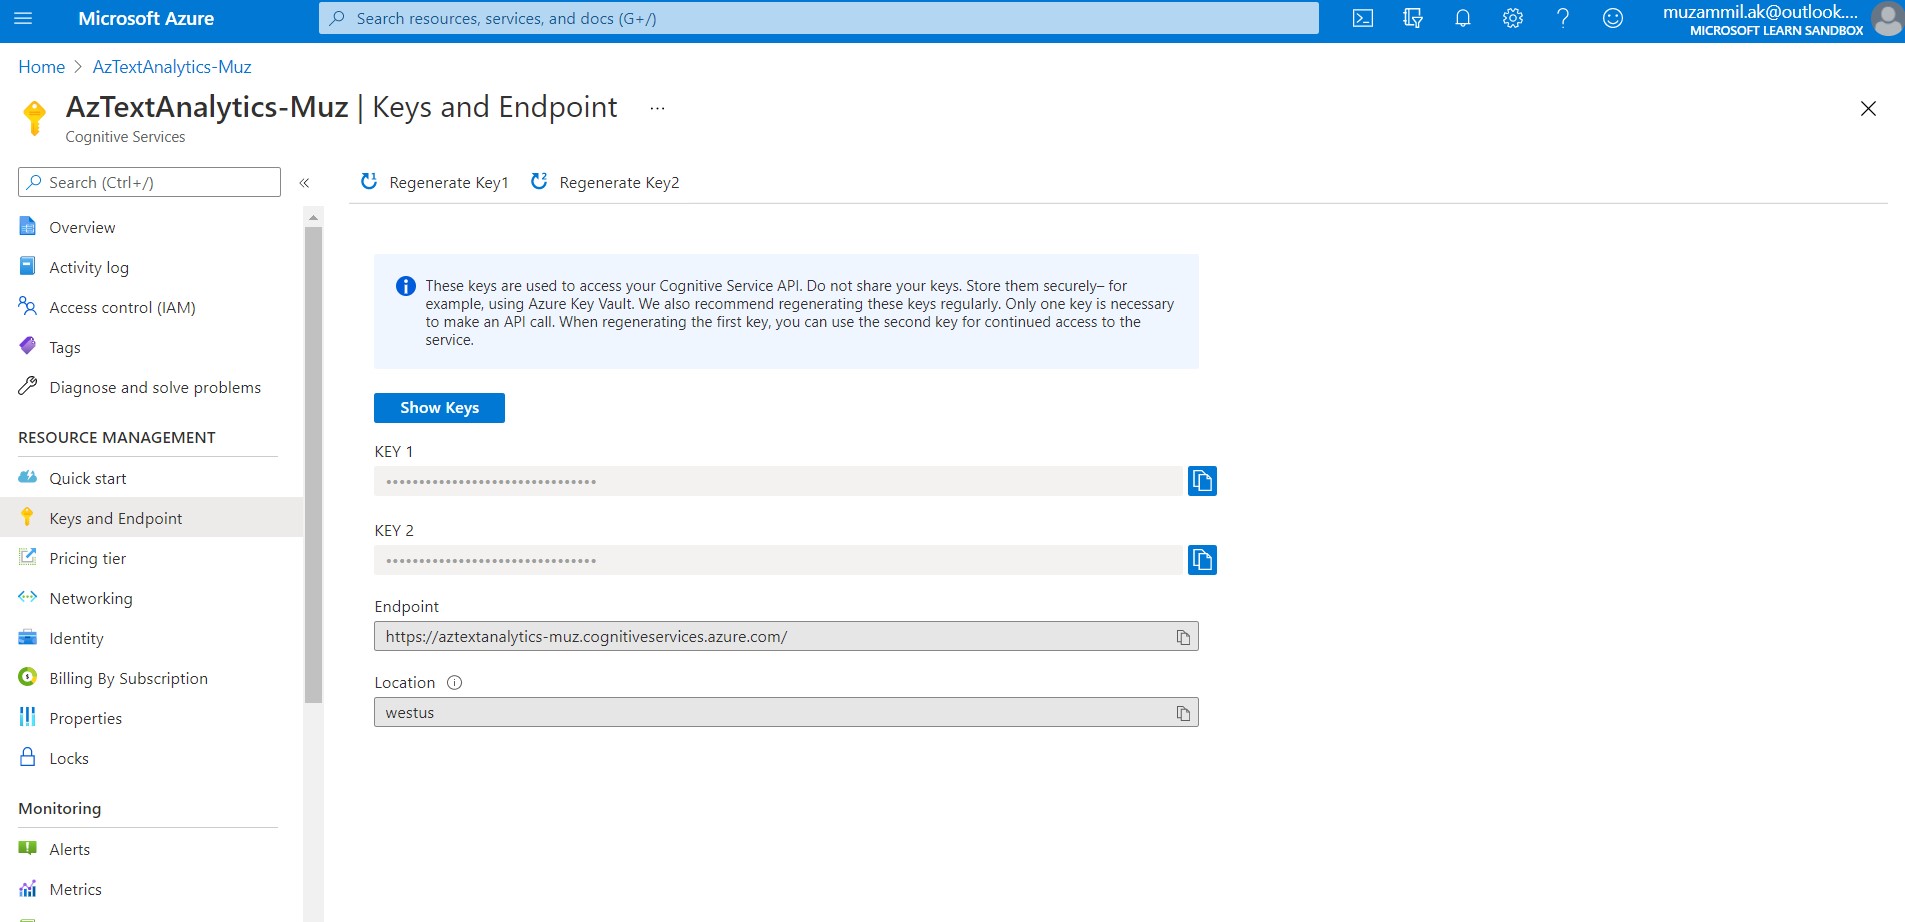 Microsoft Azure
Search resources, services, and docs (G+/)
muzammil.ak@outlook....
MICROSOFT LEARN SANDBOX
Home > AzTextAnalytics-Muz
AzTextAnalytics-Muz | Keys and Endpoint ...
Cognitive Services
Search (Ctrl+/)
«
Overview
Activity log
Access control (IAM)
Tags
Diagnose and solve problems
RESOURCE MANAGEMENT
Quick start
Keys and Endpoint
Pricing tier
Networking
Identity
Billing By Subscription
Properties
Locks
Monitoring
Alerts
Metrics
Regenerate Key1
Regenerate Key2
These keys are used to access your Cognitive Service API. Do not share your keys. Store them securely– for
example, using Azure Key Vault. We also recommend regenerating these keys regularly. Only one key is necessary
to make an API call. When regenerating the first key, you can use the second key for continued access to the
service.
Show Keys
KEY 1
••••••••••••••••••••••••••••••••
KEY 2
••••••••••••••••••••••••••••••••
Endpoint
https://aztextanalytics-muz.cognitiveservices.azure.com/
Location
westus